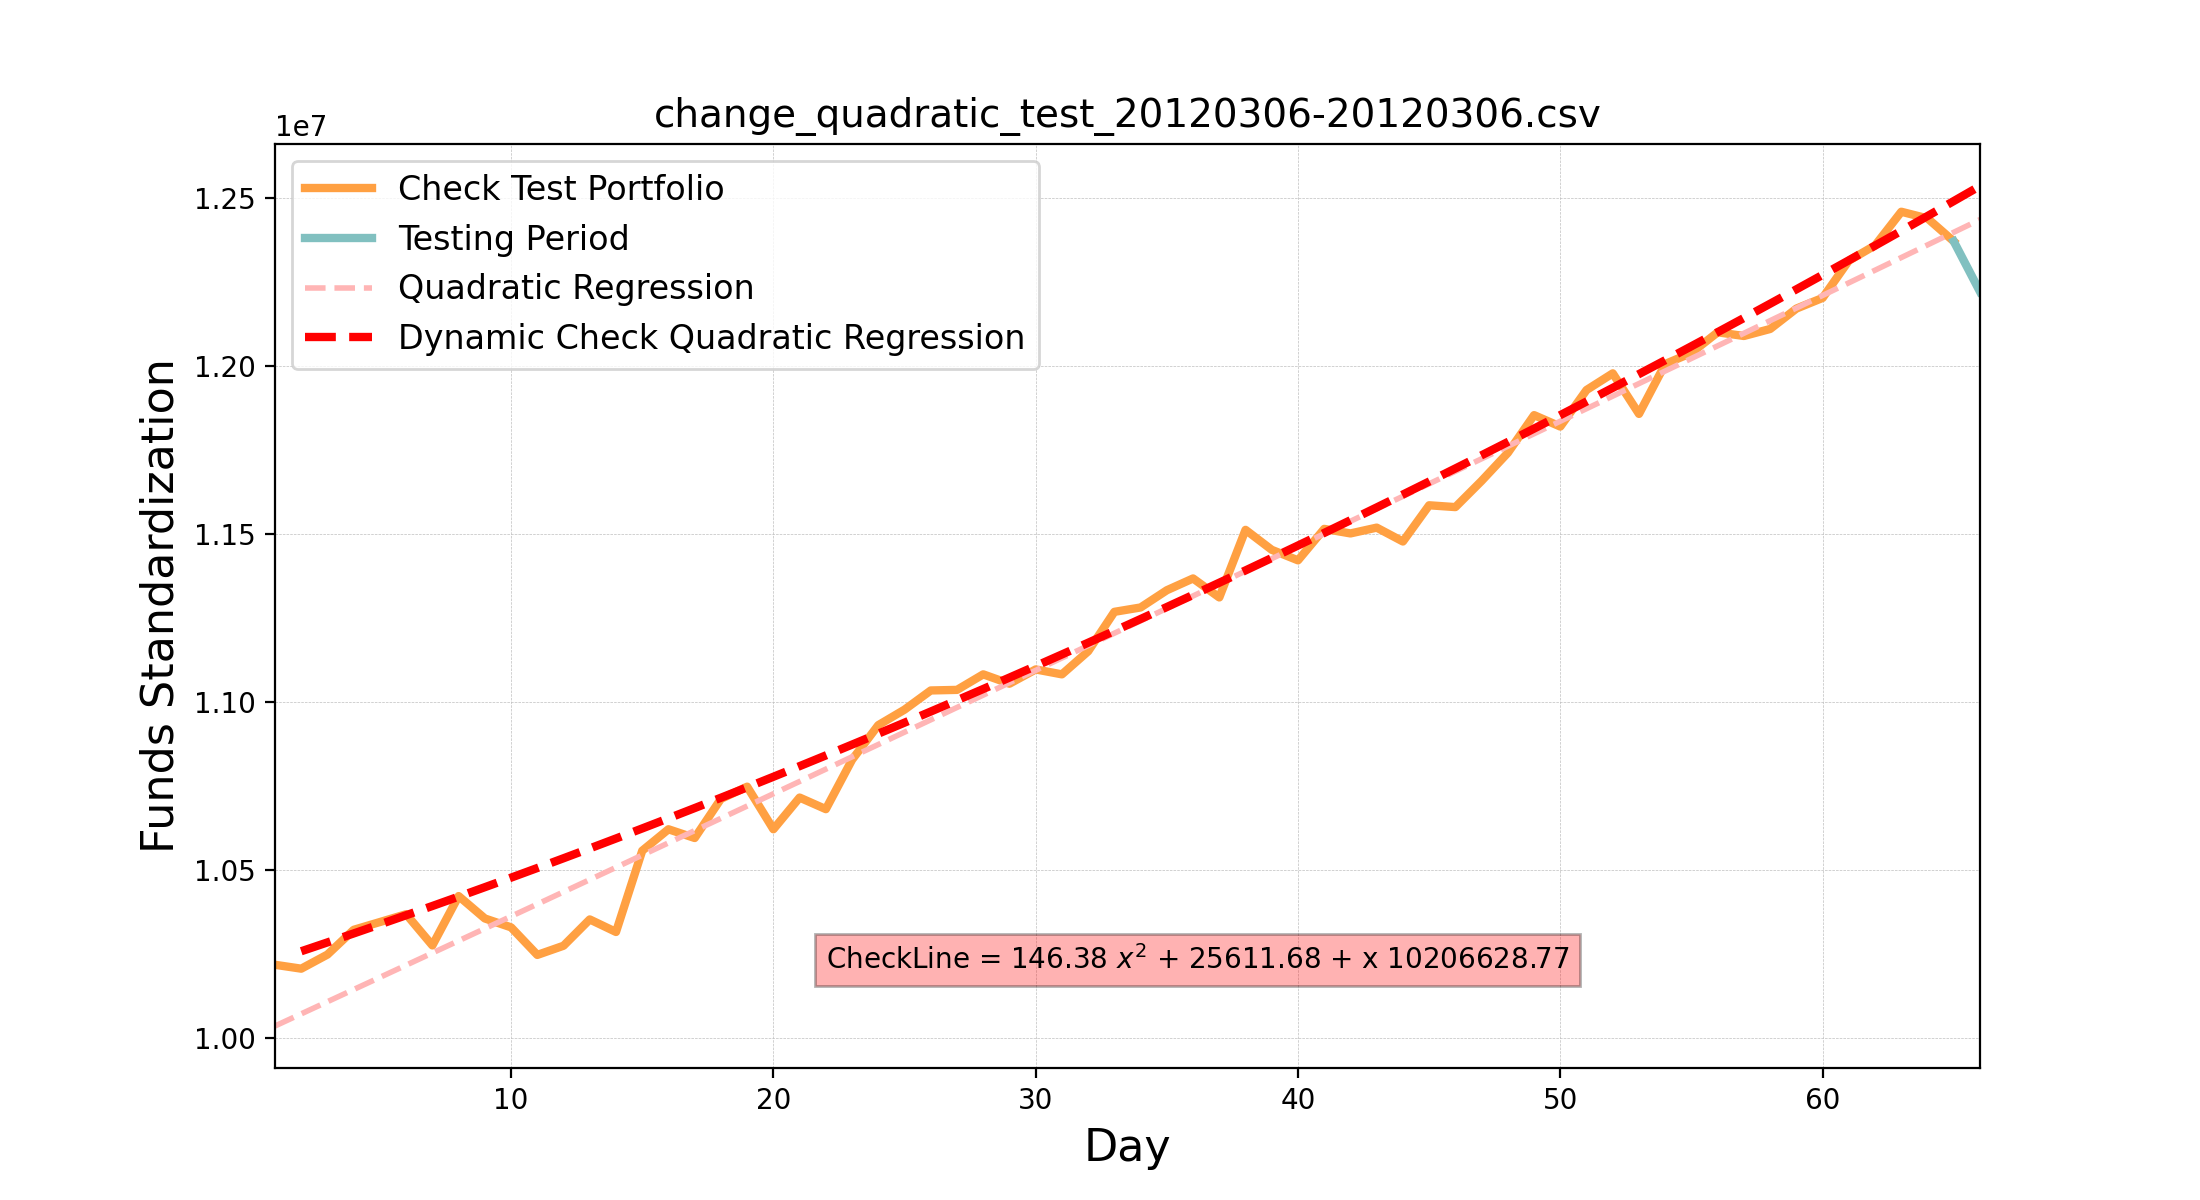 change_quadratic_test_20120306-20120306.csv
1e7
Check Test Portfolio
Testing Period
Quadratic Regression
Dynamic Check Quadratic Regression
1.25
1.20
1.15
1.10
1.05
1.00
Funds Standardization
CheckLine = 146.38 x² + 25611.68 + x 10206628.77
10 20 30 40 50 60
Day